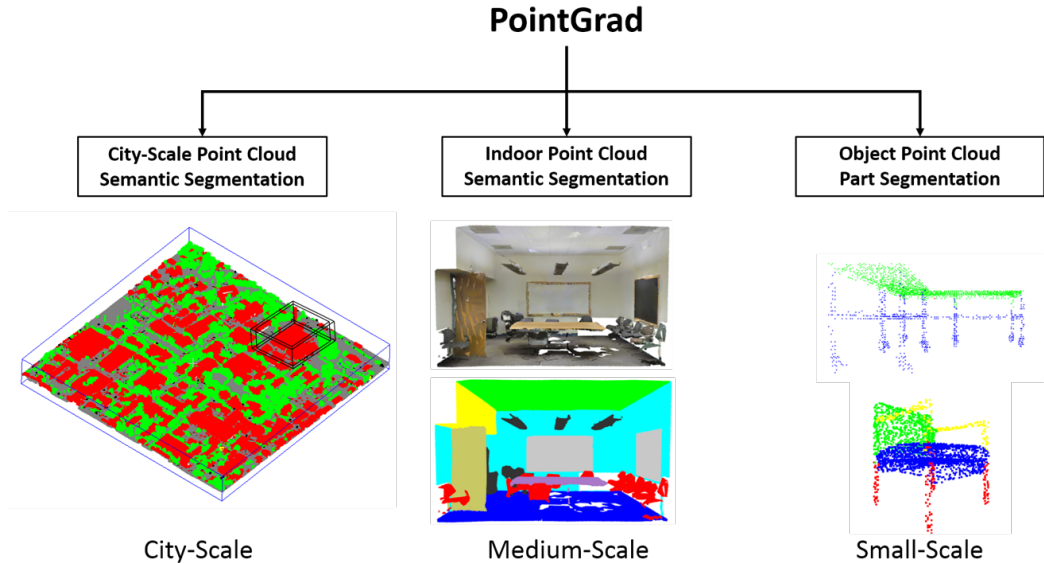 PointGrad
City-Scale Point Cloud
Semantic Segmentation
Indoor Point Cloud
Semantic Segmentation
Object Point Cloud
Part Segmentation
City-Scale
Medium-Scale
Small-Scale